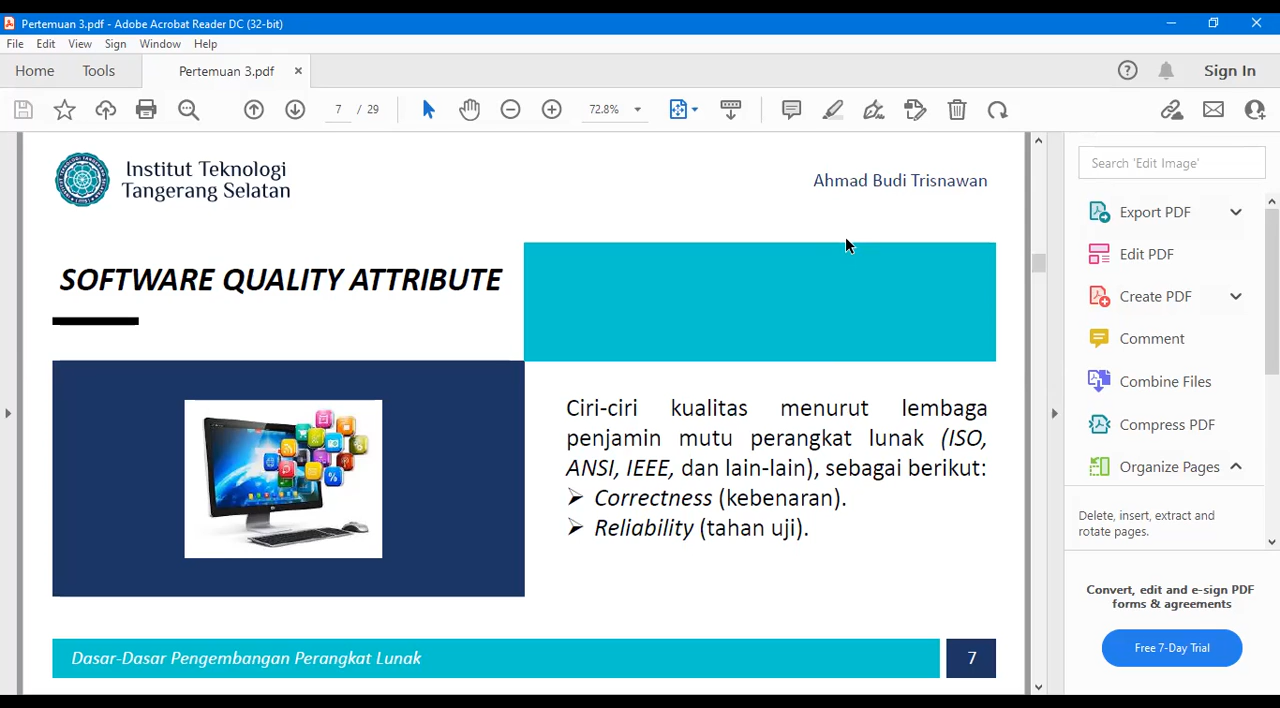 Pertemuan 3.pdf - Adobe Acrobat Reader DC (32-bit)
File Edit View Sign Window Help
Home Tools Pertemuan 3.pdf × Sign In
7 / 29 72.8%
Institut Teknologi
Tangerang Selatan
Ahmad Budi Trisnawan
SOFTWARE QUALITY ATTRIBUTE
Ciri-ciri kualitas menurut lembaga
penjamin mutu perangkat lunak (ISO,
ANSI, IEEE, dan lain-lain), sebagai berikut:
➢ Correctness (kebenaran).
➢ Reliability (tahan uji).
Dasar-Dasar Pengembangan Perangkat Lunak 7
Search 'Edit Image'
Export PDF
Edit PDF
Create PDF
Comment
Combine Files
Compress PDF
Organize Pages
Delete, insert, extract and
rotate pages.
Convert, edit and e-sign PDF
forms & agreements
Free 7-Day Trial